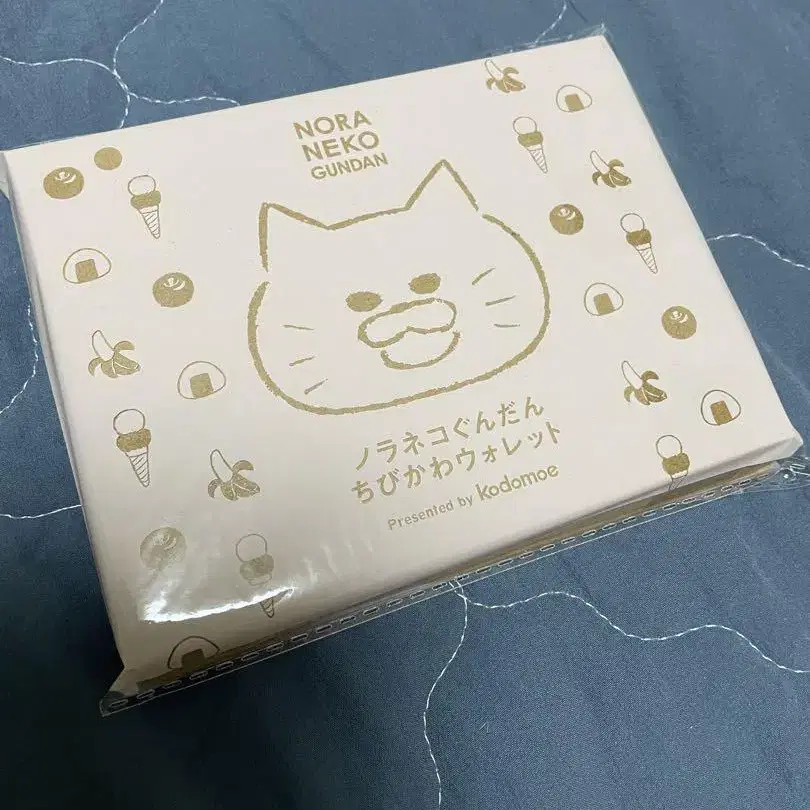 NORA
NEKO
GUNDAN
ノラネコぐんだん
ちびかわウォレット
Presented by kodomoe